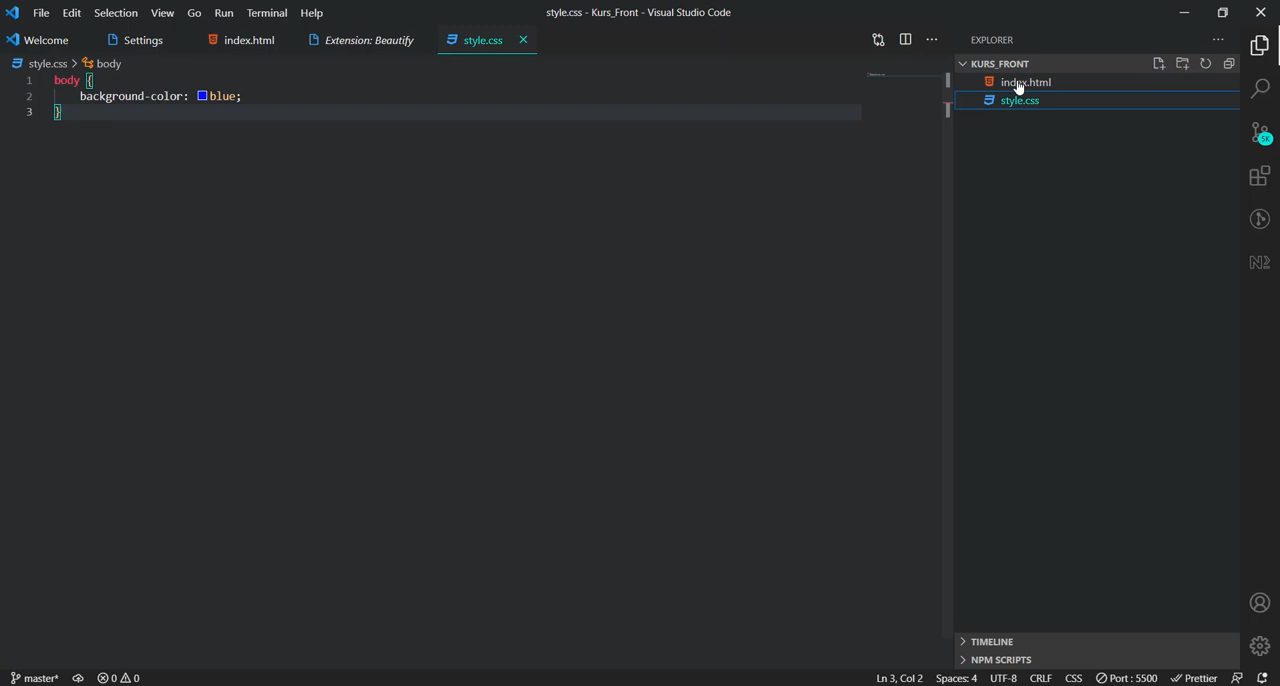 File Edit Selection View Go Run Terminal Help style.css - Kurs_Front - Visual Studio Code
Welcome Settings index.html Extension: Beautify style.css
style.css > body
1 body {
2 background-color: blue;
3 }
EXPLORER
KURS_FRONT
index.html
style.css
5K
TIMELINE
NPM SCRIPTS
master* 0 0 Ln 3, Col 2 Spaces: 4 UTF-8 CRLF CSS Port : 5500 Prettier